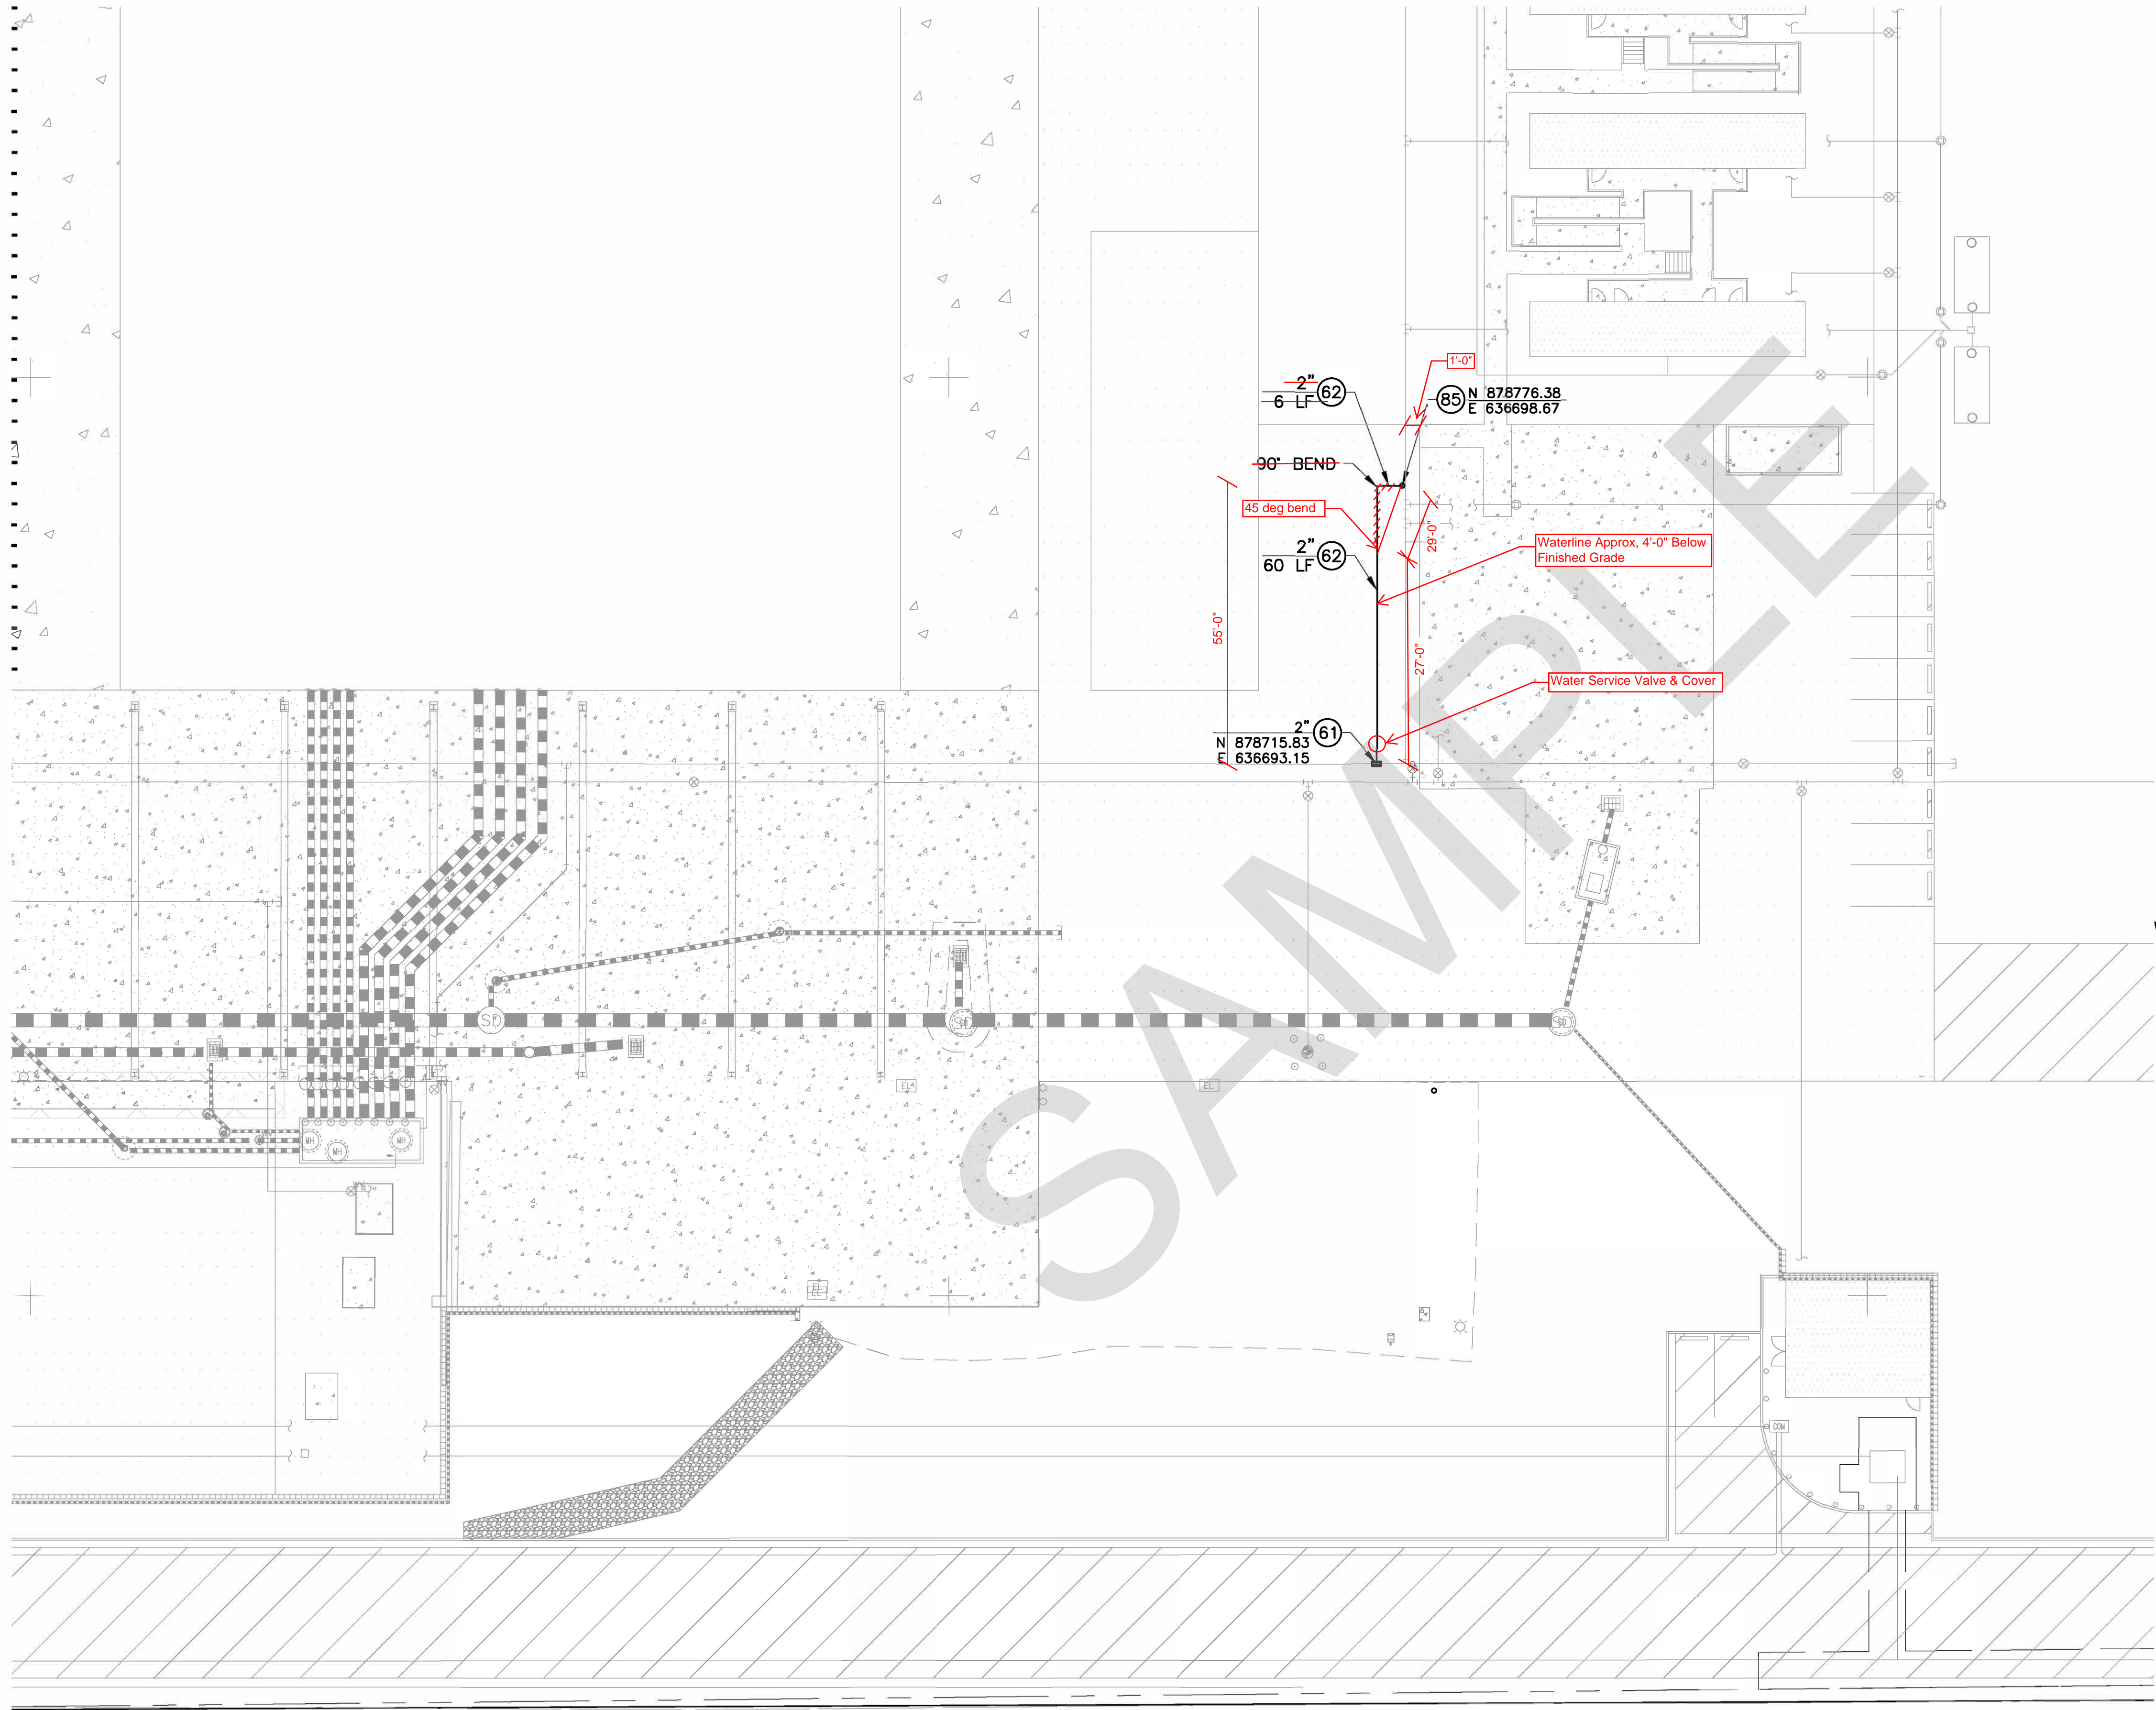 1'-0"
2"
62
6 LF
85
N 878776.38
E 636698.67
90° BEND
45 deg bend
29'-0"
2"
62
60 LF
Waterline Approx, 4'-0" Below
Finished Grade
55'-0"
27'-0"
Water Service Valve & Cover
2"
61
N 878715.83
E 636693.15
SAMPLE
SD
SD
SD
EL
EL
MH
MH
MH
EL
EL
COM